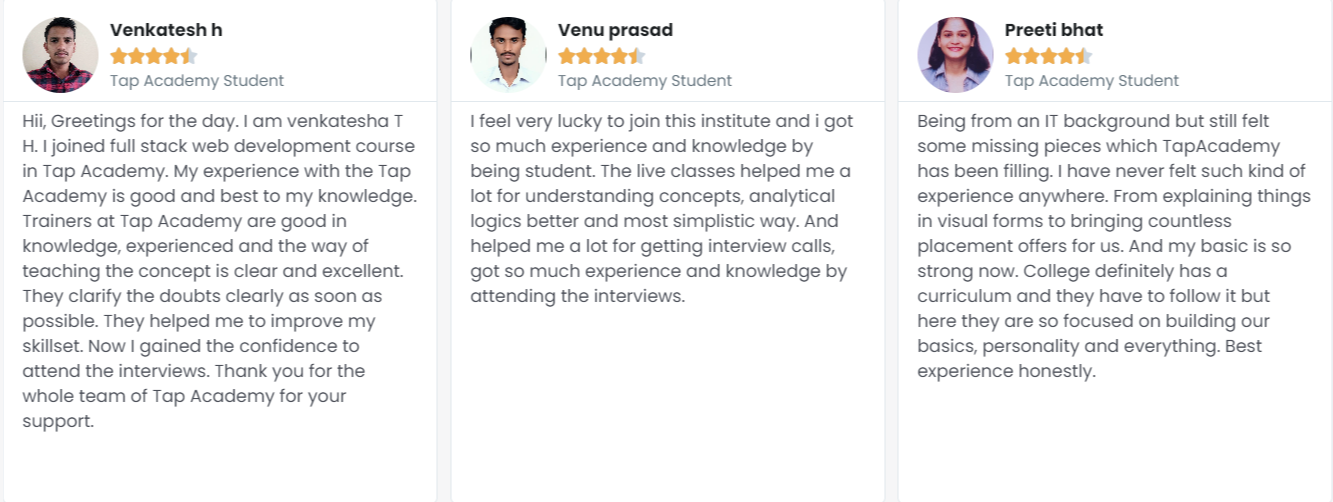 Venkatesh h
Tap Academy Student
Hii, Greetings for the day. I am venkatesha T
H. I joined full stack web development course
in Tap Academy. My experience with the Tap
Academy is good and best to my knowledge.
Trainers at Tap Academy are good in
knowledge, experienced and the way of
teaching the concept is clear and excellent.
They clarify the doubts clearly as soon as
possible. They helped me to improve my
skillset. Now I gained the confidence to
attend the interviews. Thank you for the
whole team of Tap Academy for your
support.
Venu prasad
Tap Academy Student
I feel very lucky to join this institute and i got
so much experience and knowledge by
being student. The live classes helped me a
lot for understanding concepts, analytical
logics better and most simplistic way. And
helped me a lot for getting interview calls,
got so much experience and knowledge by
attending the interviews.
Preeti bhat
Tap Academy Student
Being from an IT background but still felt
some missing pieces which TapAcademy
has been filling. I have never felt such kind of
experience anywhere. From explaining things
in visual forms to bringing countless
placement offers for us. And my basic is so
strong now. College definitely has a
curriculum and they have to follow it but
here they are so focused on building our
basics, personality and everything. Best
experience honestly.